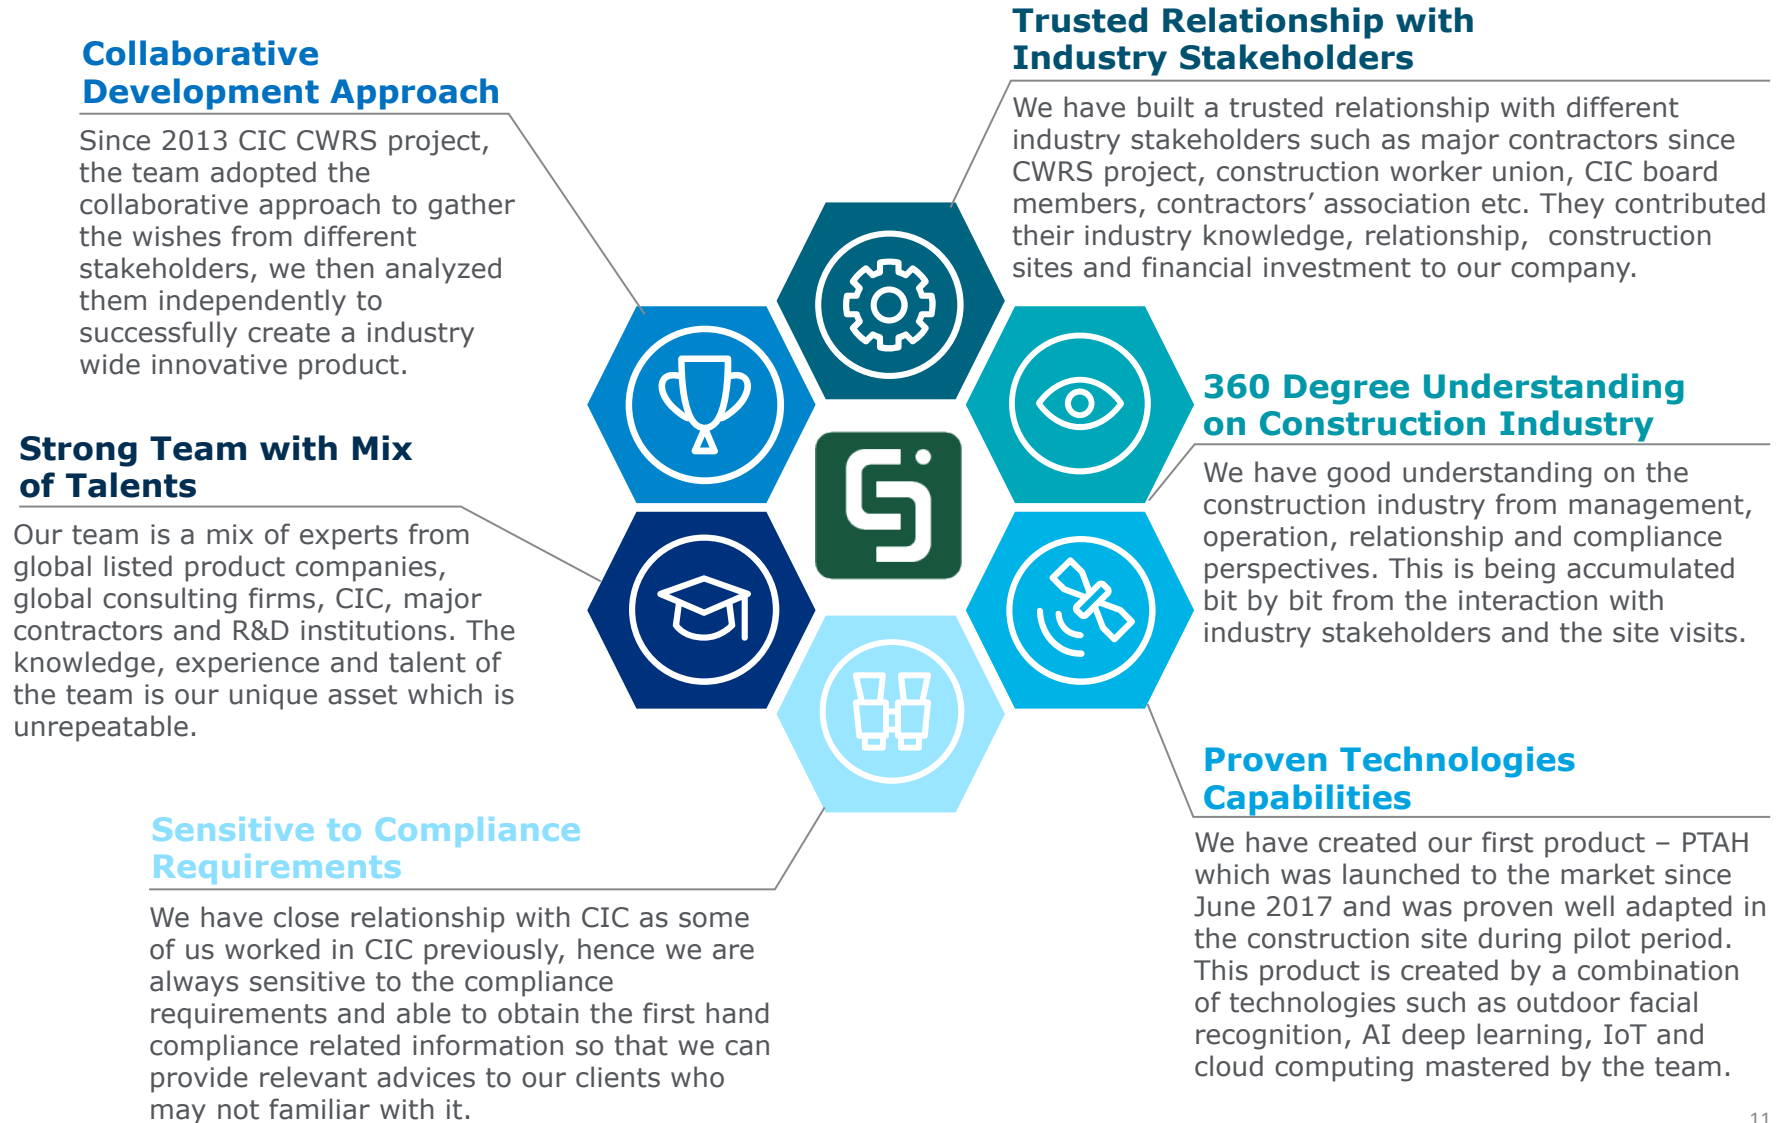 Collaborative
Development Approach
Since 2013 CIC CWRS project,
the team adopted the
collaborative approach to gather
the wishes from different
stakeholders, we then analyzed
them independently to
successfully create a industry
wide innovative product.
Trusted Relationship with
Industry Stakeholders
We have built a trusted relationship with different
industry stakeholders such as major contractors since
CWRS project, construction worker union, CIC board
members, contractors’ association etc. They contributed
their industry knowledge, relationship,  construction
sites and financial investment to our company.
360 Degree Understanding
on Construction Industry
We have good understanding on the
construction industry from management,
operation, relationship and compliance
perspectives. This is being accumulated
bit by bit from the interaction with
industry stakeholders and the site visits.
Strong Team with Mix
of Talents
Our team is a mix of experts from
global listed product companies,
global consulting firms, CIC, major
contractors and R&D institutions. The
knowledge, experience and talent of
the team is our unique asset which is
unrepeatable.
Proven Technologies
Capabilities
We have created our first product – PTAH
which was launched to the market since
June 2017 and was proven well adapted in
the construction site during pilot period.
This product is created by a combination
of technologies such as outdoor facial
recognition, AI deep learning, IoT and
cloud computing mastered by the team.
Sensitive to Compliance
Requirements
We have close relationship with CIC as some
of us worked in CIC previously, hence we are
always sensitive to the compliance
requirements and able to obtain the first hand
compliance related information so that we can
provide relevant advices to our clients who
may not familiar with it.
11